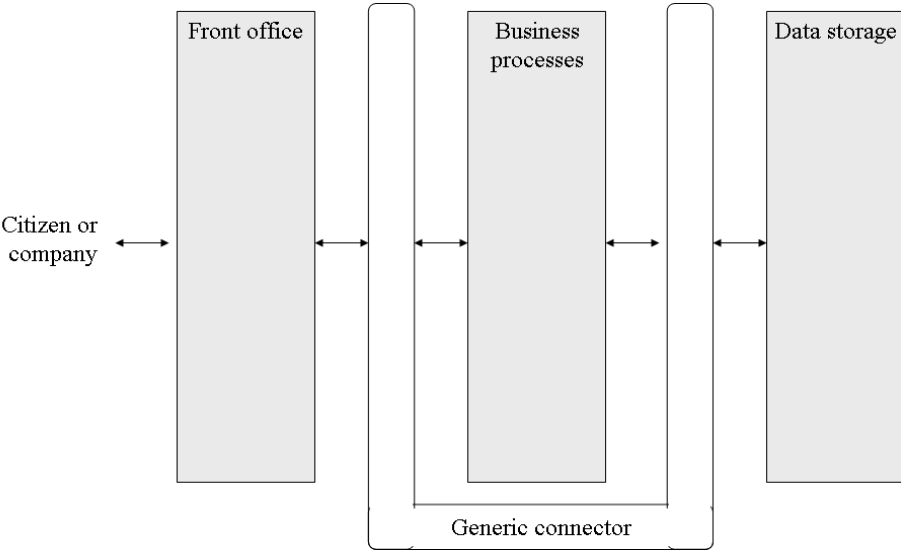 Front office
Business
processes
Data storage
Citizen or
company
Generic connector